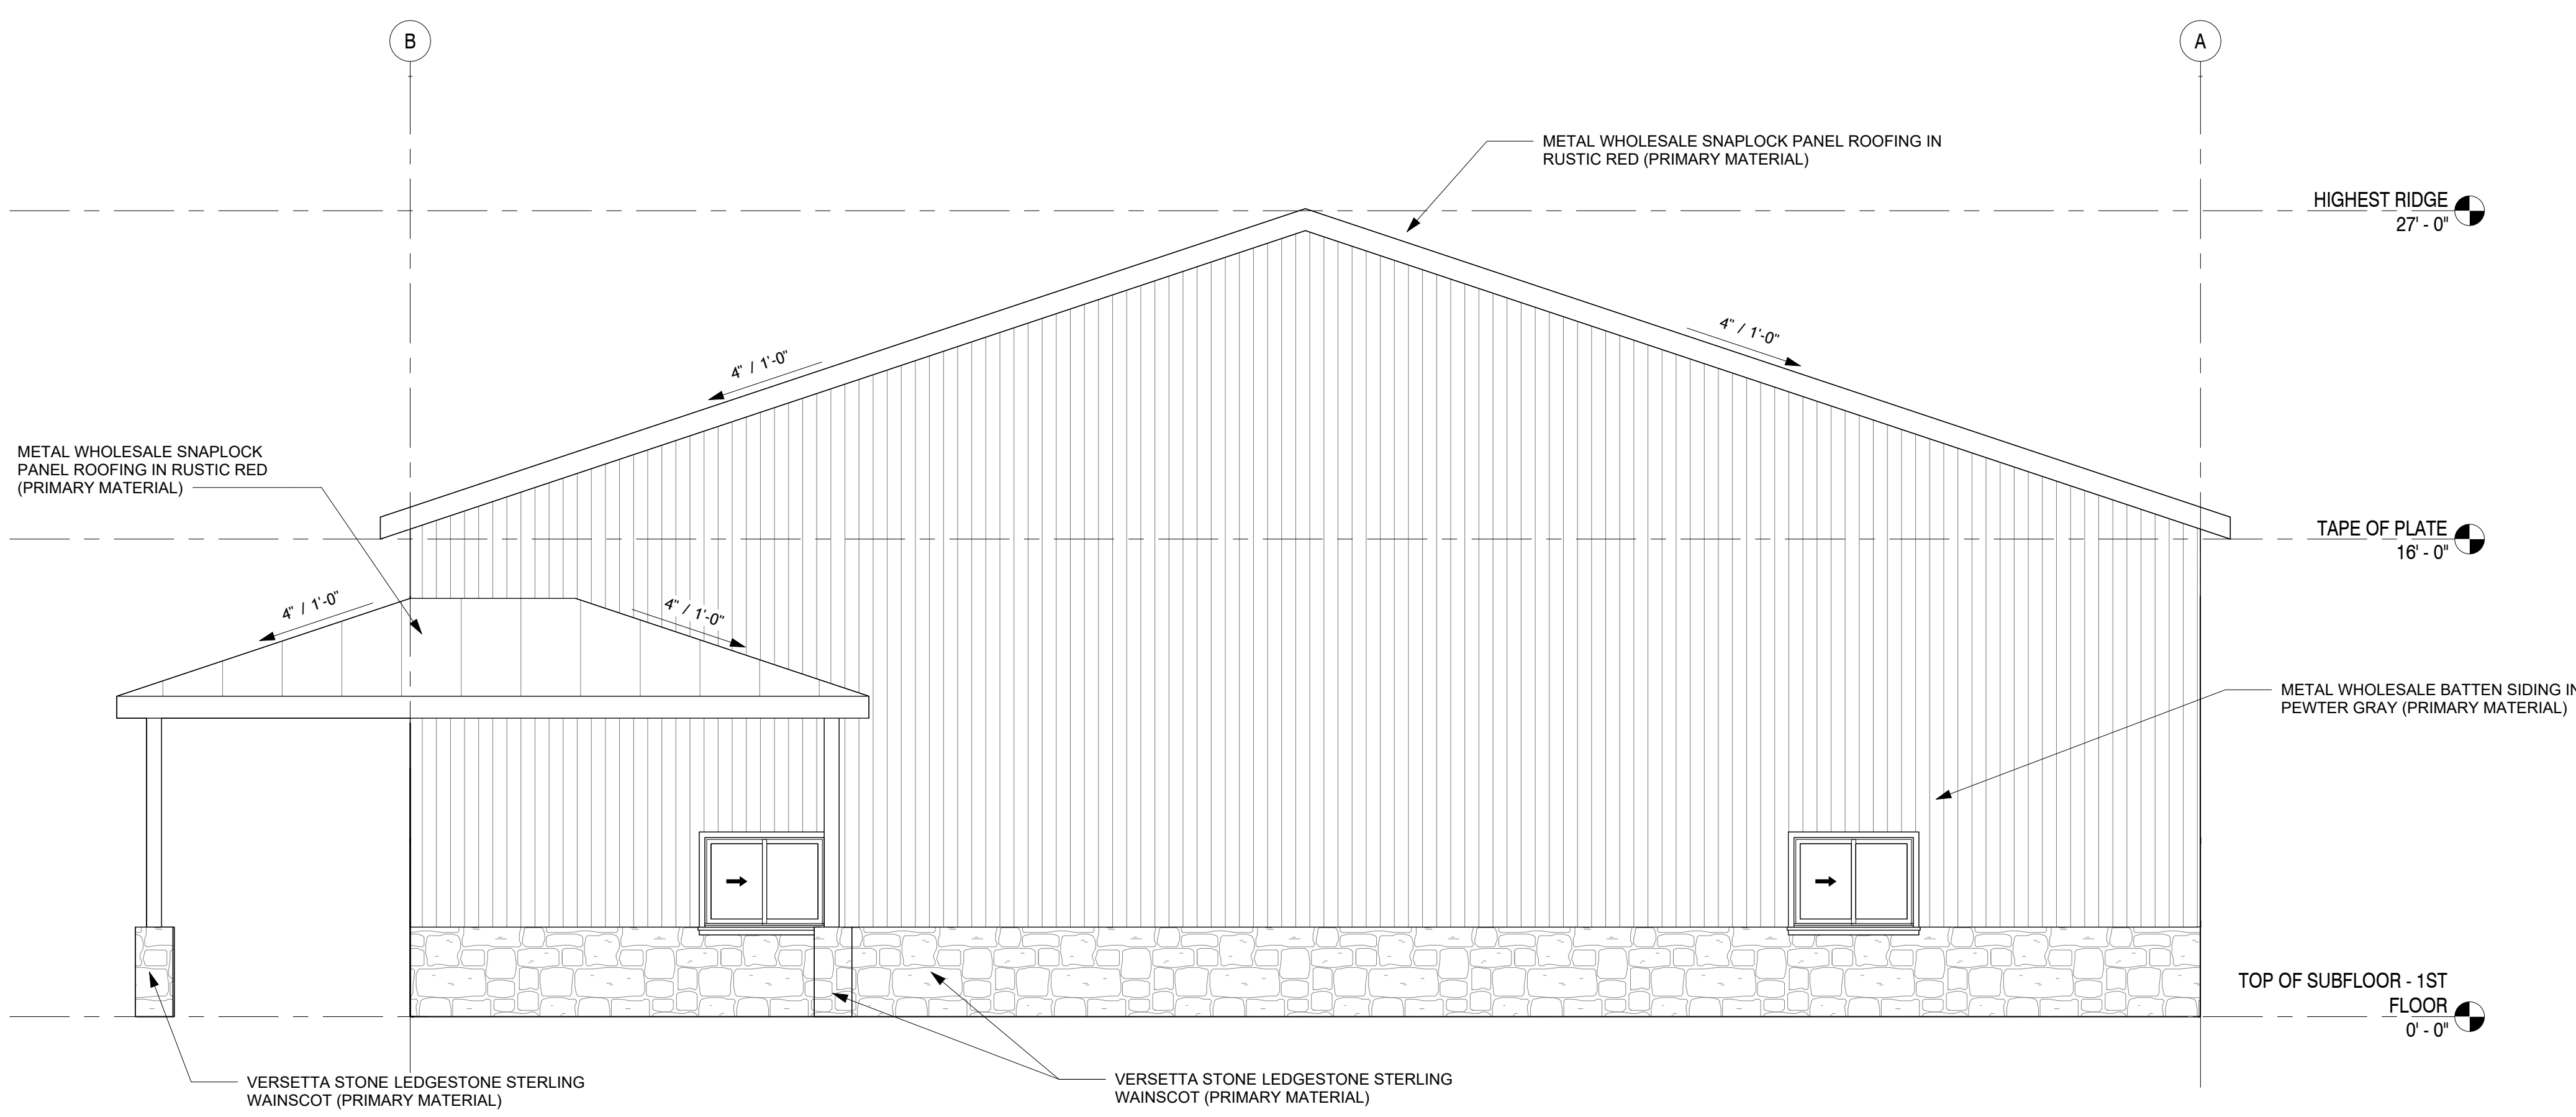 B
A
METAL WHOLESALE SNAPLOCK PANEL ROOFING IN
RUSTIC RED (PRIMARY MATERIAL)
HIGHEST RIDGE
27' - 0"
4" / 1'-0"
4" / 1'-0"
METAL WHOLESALE SNAPLOCK
PANEL ROOFING IN RUSTIC RED
(PRIMARY MATERIAL)
TAPE OF PLATE
16' - 0"
4" / 1'-0"
4" / 1'-0"
METAL WHOLESALE BATTEN SIDING IN
PEWTER GRAY (PRIMARY MATERIAL)
TOP OF SUBFLOOR - 1ST
FLOOR
0' - 0"
VERSETTA STONE LEDGESTONE STERLING
WAINSCOT (PRIMARY MATERIAL)
VERSETTA STONE LEDGESTONE STERLING
WAINSCOT (PRIMARY MATERIAL)